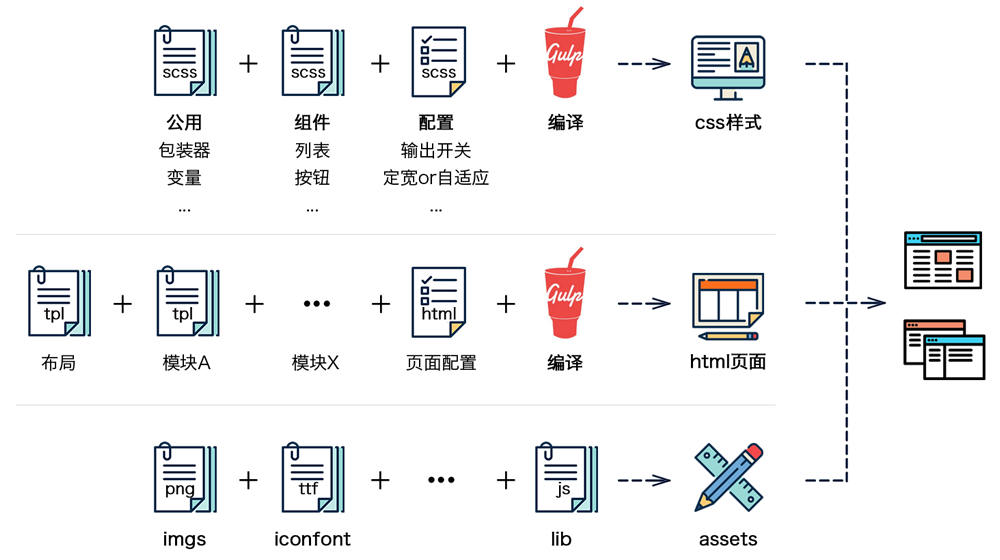 scss
scss
scss
Gulp
公用
组件
配置
编译
css样式
包装器
列表
输出开关
变量
按钮
定宽or自适应
...
...
...
tpl
tpl
html
Gulp
布局
模块A
模块X
页面配置
编译
html页面
png
ttf
js
imgs
iconfont
lib
assets